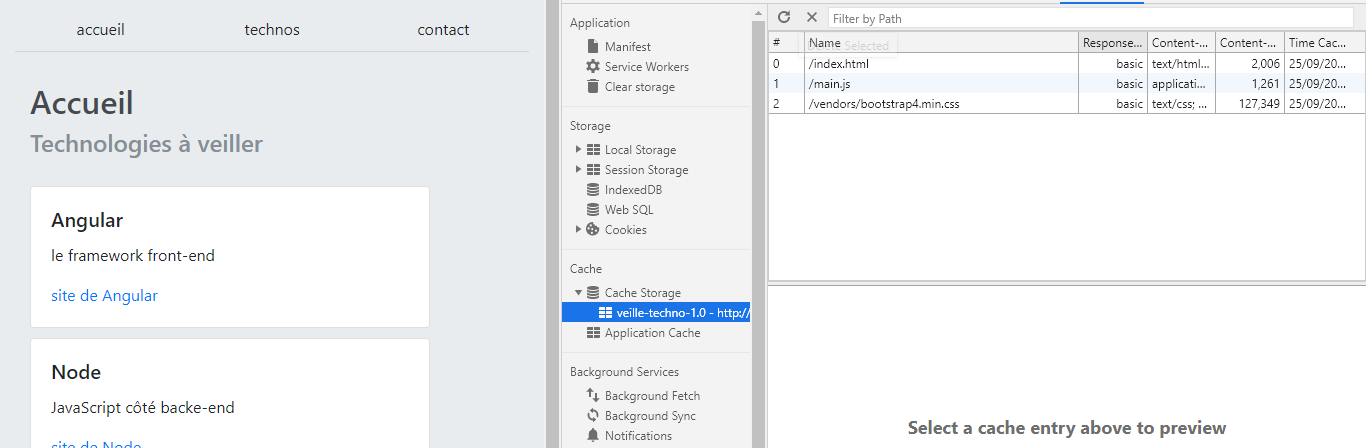 accueil technos contact
Accueil
Technologies à veiller
Angular
le framework front-end
site de Angular
Node
JavaScript côté backe-end
site de Node
Application
Manifest
Service Workers
Clear storage
Storage
Local Storage
Session Storage
IndexedDB
Web SQL
Cookies
Cache
Cache Storage
veille-techno-1.0 - http://
Application Cache
Background Services
Background Fetch
Background Sync
Notifications
Filter by Path
# Name Response... Content-... Content-... Time Cac...
Delete Selected
0 /index.html basic text/html... 2,006 25/09/20...
1 /main.js basic applicati... 1,261 25/09/20...
2 /vendors/bootstrap4.min.css basic text/css; ... 127,349 25/09/20...
Select a cache entry above to preview